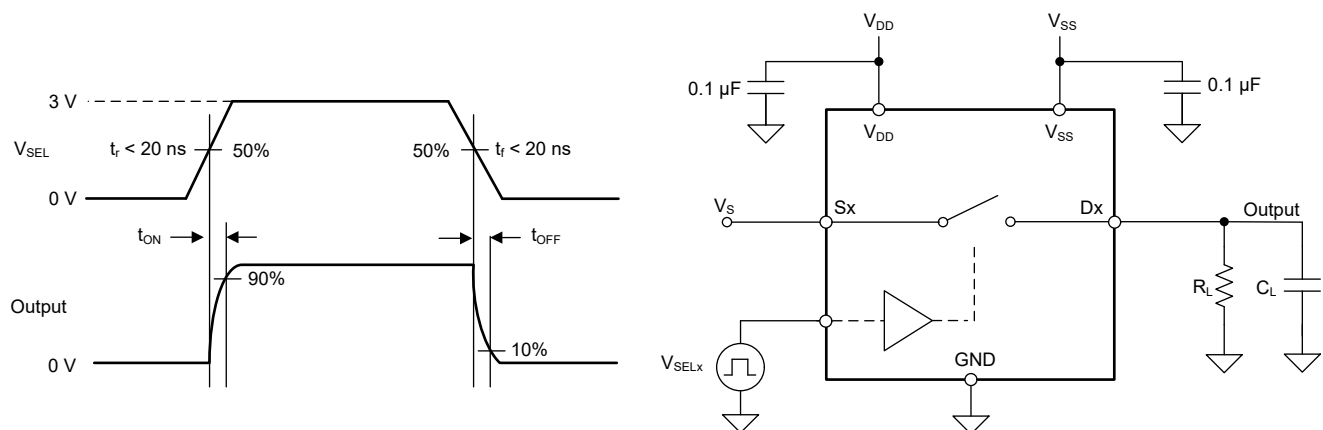 3 V
V_SEL
t_r < 20 ns
50%
50%
t_f < 20 ns
0 V
t_ON
t_OFF
90%
Output
10%
0 V
V_DD
V_SS
0.1 µF
0.1 µF
V_DD
V_SS
V_S
Sx
Dx
Output
R_L
C_L
V_SELx
GND